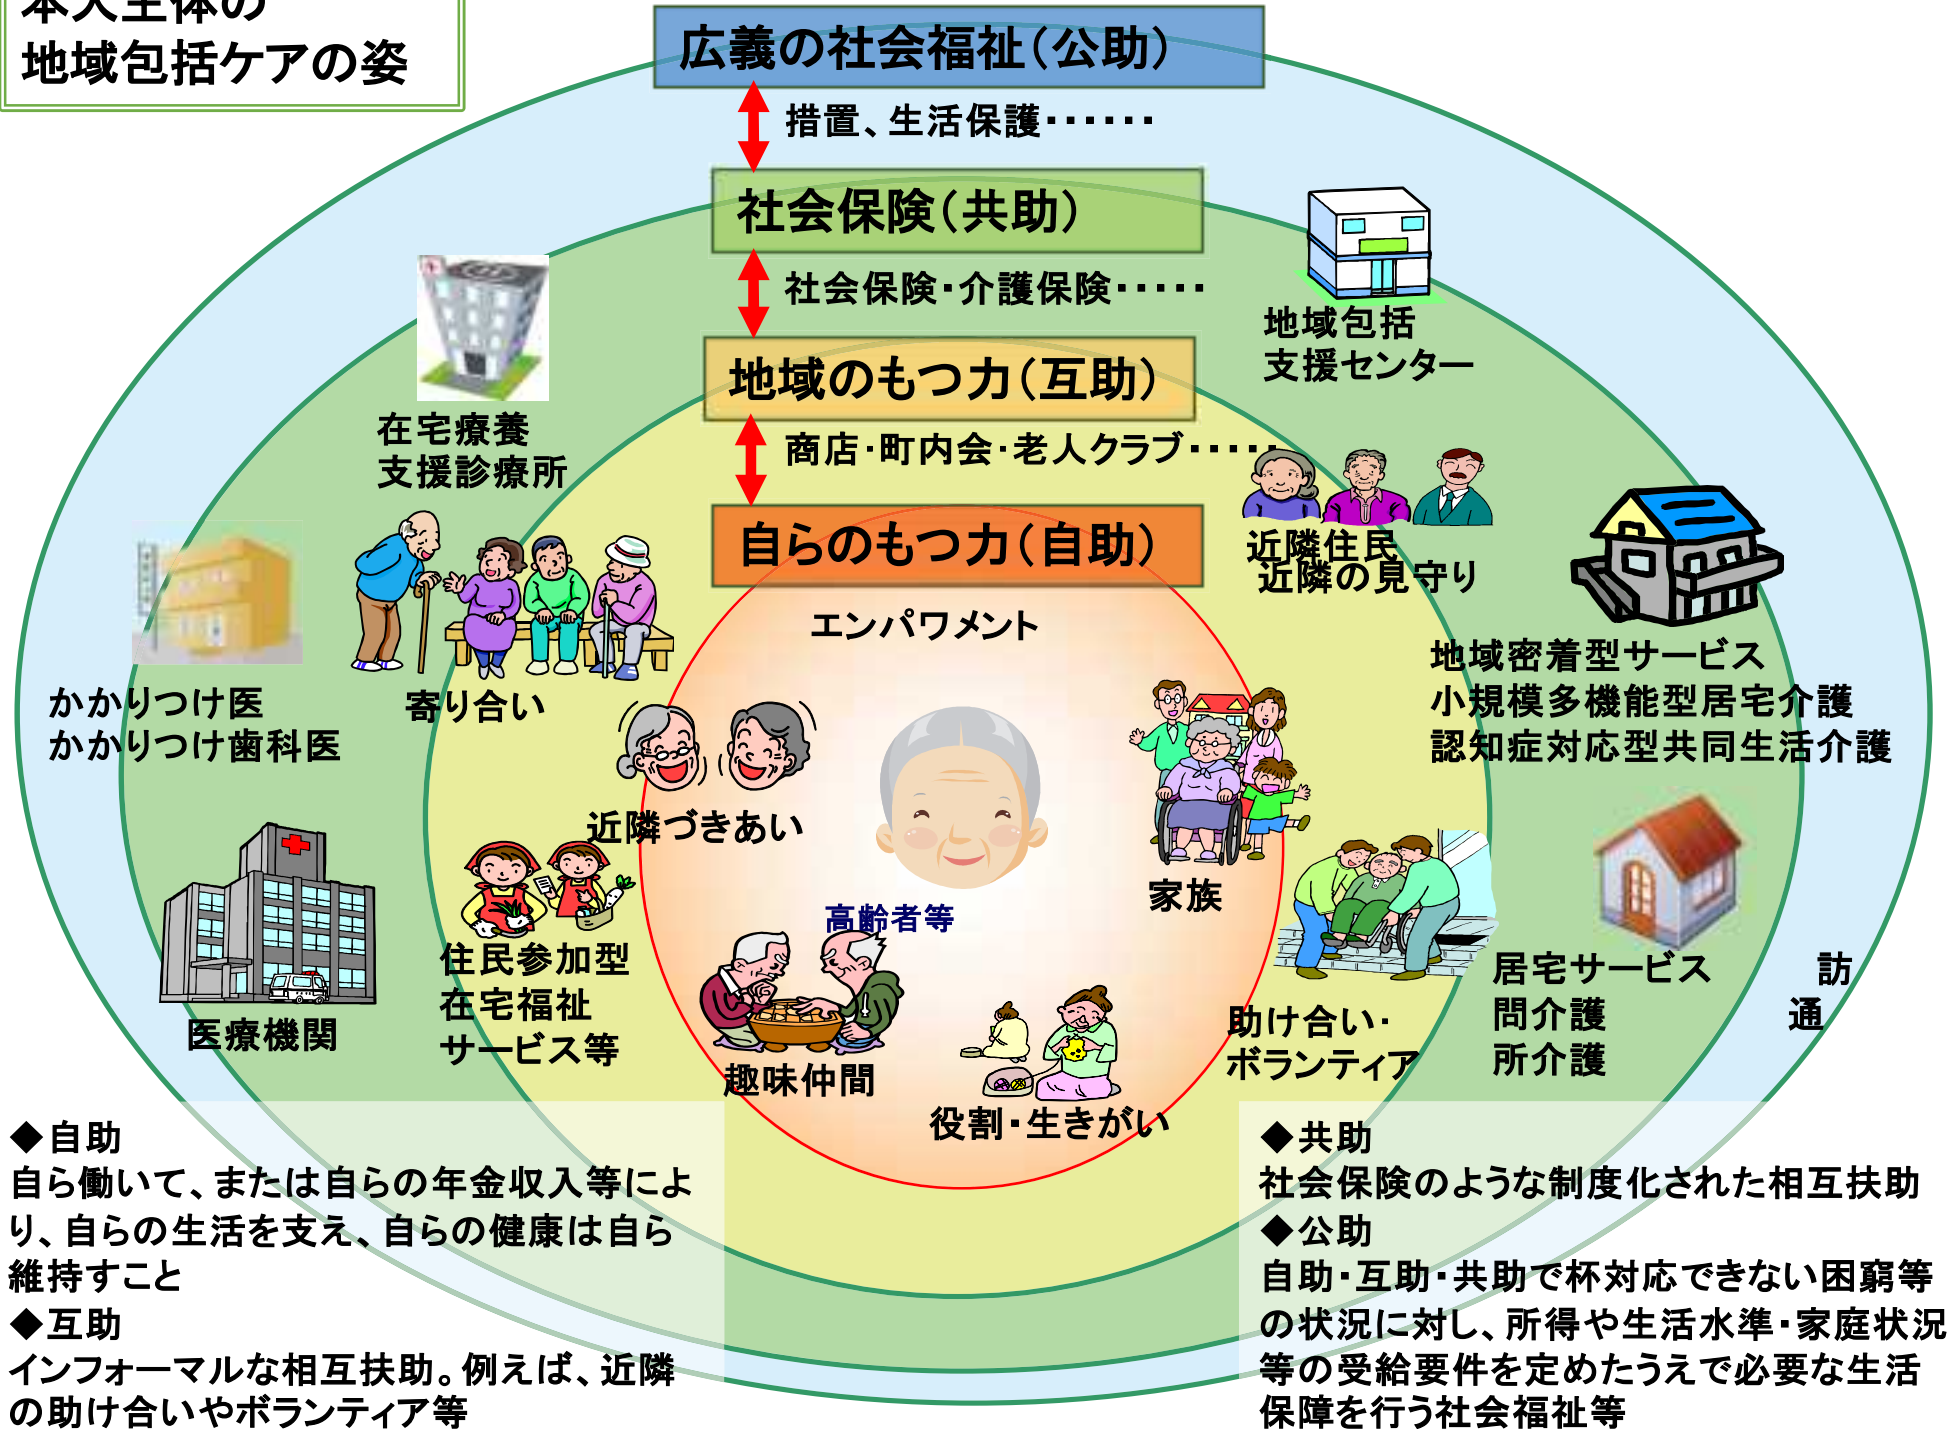 本人主体の
地域包括ケアの姿
広義の社会福祉（公助）
措置、生活保護・・・・・・
社会保険（共助）
社会保険・介護保険・・・・・
地域のもつ力（互助）
商店・町内会・老人クラブ・・・・・
自らのもつ力（自助）
エンパワメント
地域包括
支援センター
在宅療養
支援診療所
近隣住民
近隣の見守り
かかりつけ医
かかりつけ歯科医
寄り合い
地域密着型サービス
小規模多機能型居宅介護
認知症対応型共同生活介護
近隣づきあい
家族
高齢者等
医療機関
住民参加型
在宅福祉
サービス等
趣味仲間
役割・生きがい
助け合い・
ボランティア
居宅サービス 訪
問介護 通
所介護
◆自助
自ら働いて、または自らの年金収入等によ
り、自らの生活を支え、自らの健康は自ら
維持すこと
◆互助
インフォーマルな相互扶助。例えば、近隣
の助け合いやボランティア等
◆共助
社会保険のような制度化された相互扶助
◆公助
自助・互助・共助で杯対応できない困窮等
の状況に対し、所得や生活水準・家庭状況
等の受給要件を定めたうえで必要な生活
保障を行う社会福祉等